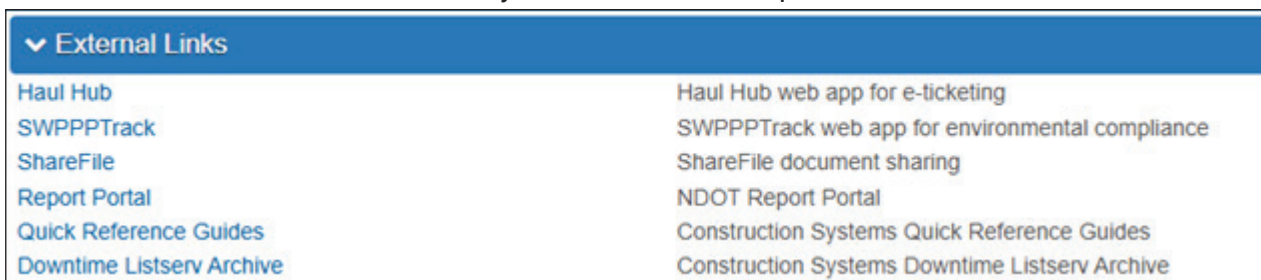 External Links
Haul Hub Haul Hub web app for e-ticketing
SWPPPTrack SWPPPTrack web app for environmental compliance
ShareFile ShareFile document sharing
Report Portal NDOT Report Portal
Quick Reference Guides Construction Systems Quick Reference Guides
Downtime Listserv Archive Construction Systems Downtime Listserv Archive